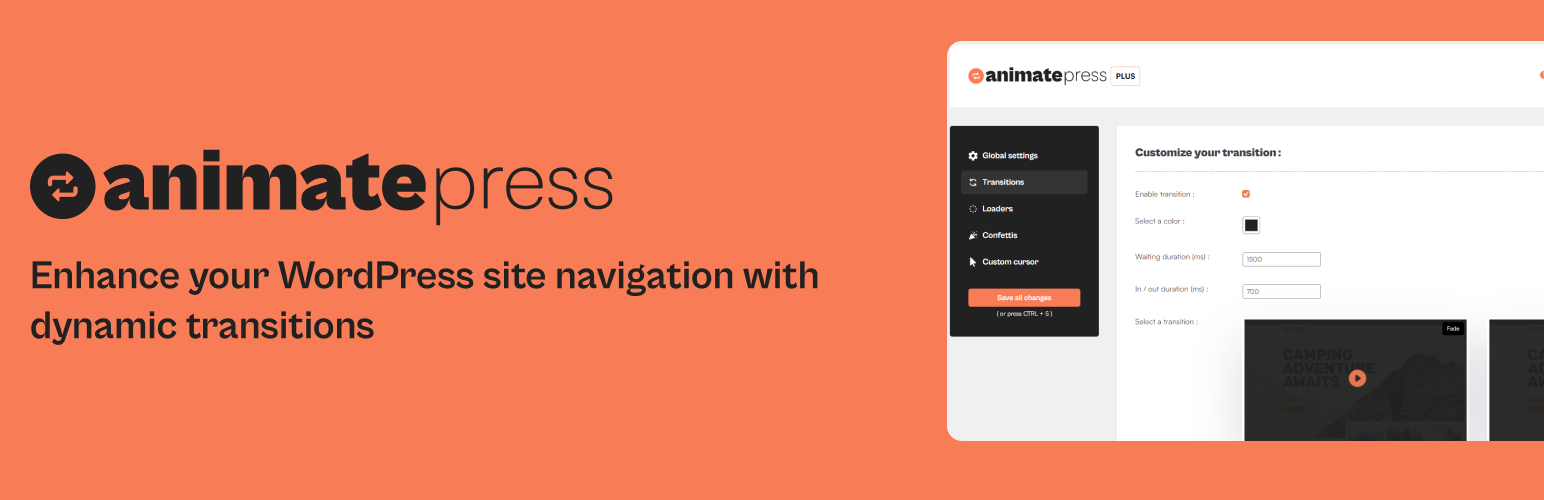 animatepress
Enhance your WordPress site navigation with
dynamic transitions
animatepress PLUS
Global settings
Transitions
Loaders
Confettis
Custom cursor
Save all changes
( or press CTRL + S )
Customize your transition :
Enable transition :
Select a color :
Waiting duration (ms) :
1500
In / out duration (ms) :
700
Select a transition :
Fade
CAMPING
ADVENTURE
AWAITS